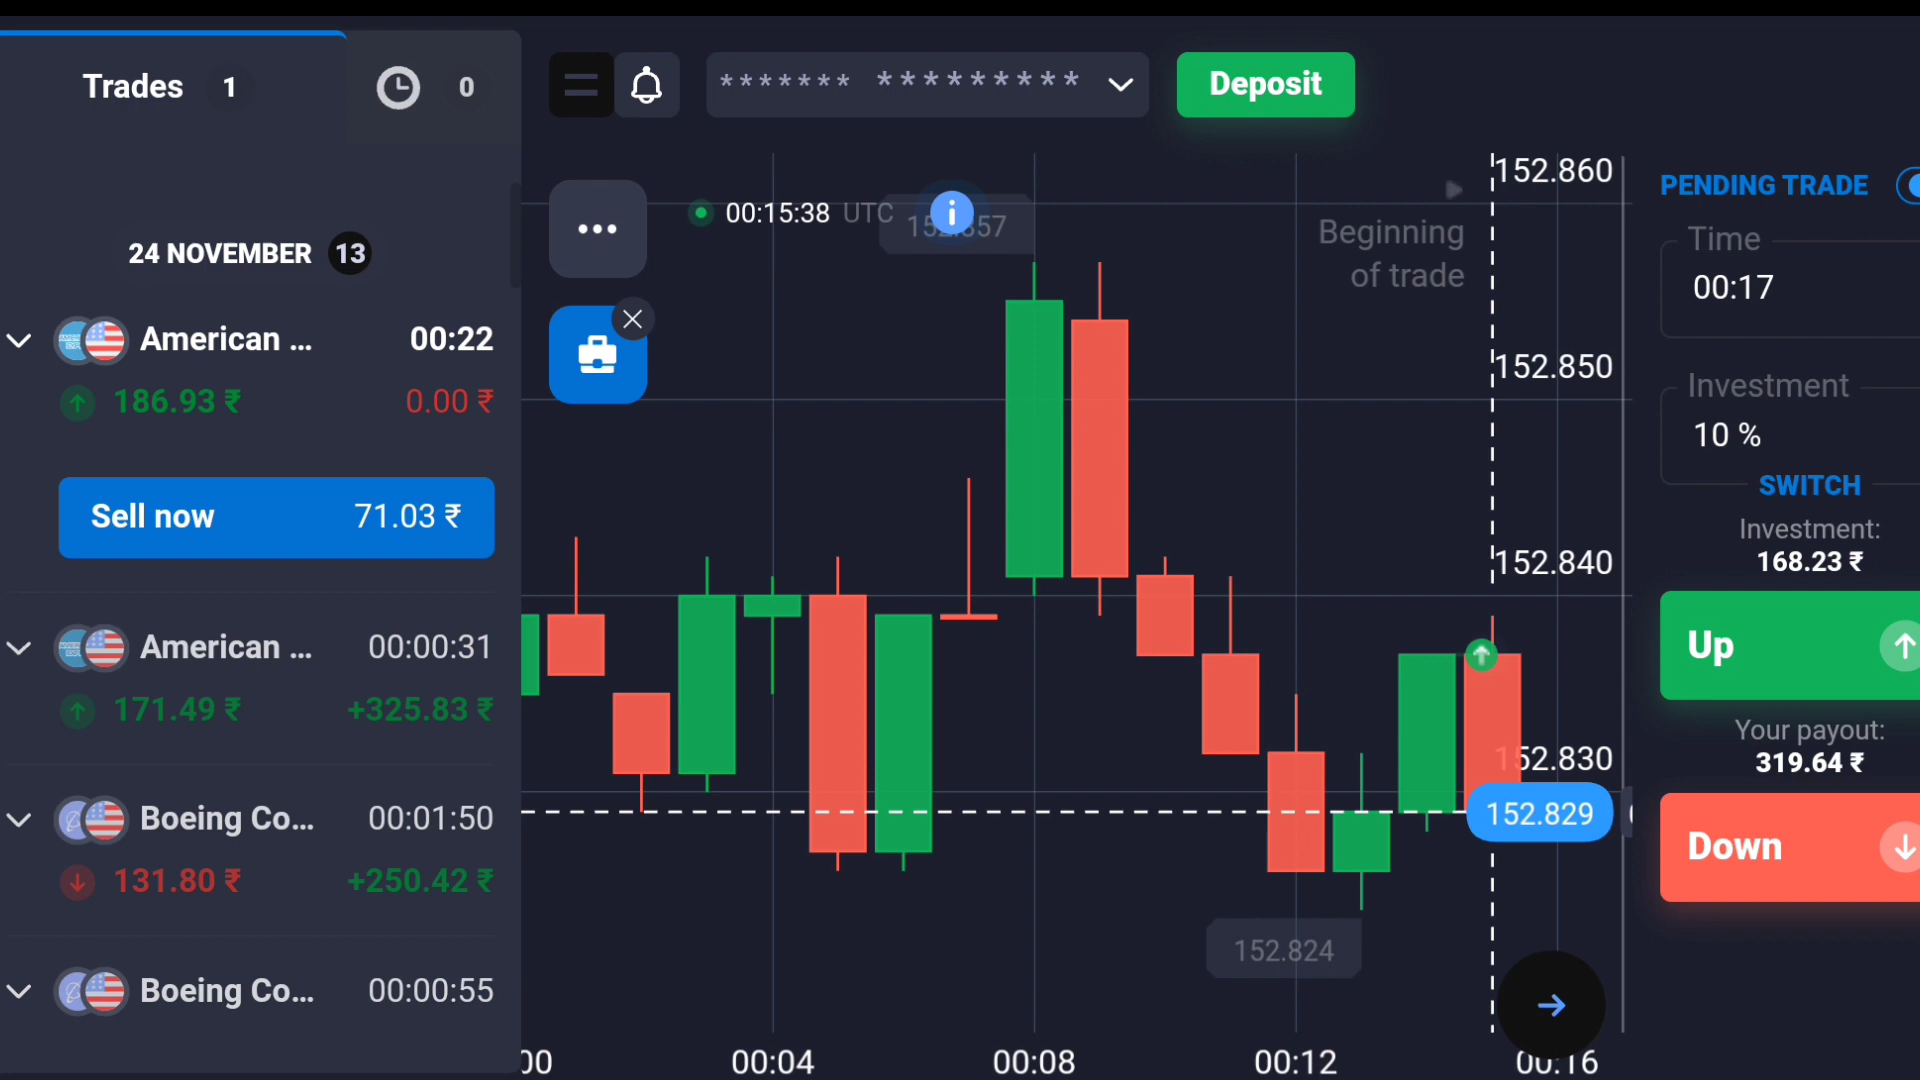 Trades 1
0
******* *********
Deposit
24 NOVEMBER 13
American ... 00:22
186.93 ₹ 0.00 ₹
Sell now 71.03 ₹
American ... 00:00:31
171.49 ₹ +325.83 ₹
Boeing Co... 00:01:50
131.80 ₹ +250.42 ₹
Boeing Co... 00:00:55
00:15:38 UTC
152.857
Beginning
of trade
152.860
152.850
152.840
152.830
152.829
152.824
00:04 00:08 00:12 00:16
PENDING TRADE
Time
00:17
Investment
10 %
SWITCH
Investment:
168.23 ₹
Up
Your payout:
319.64 ₹
Down